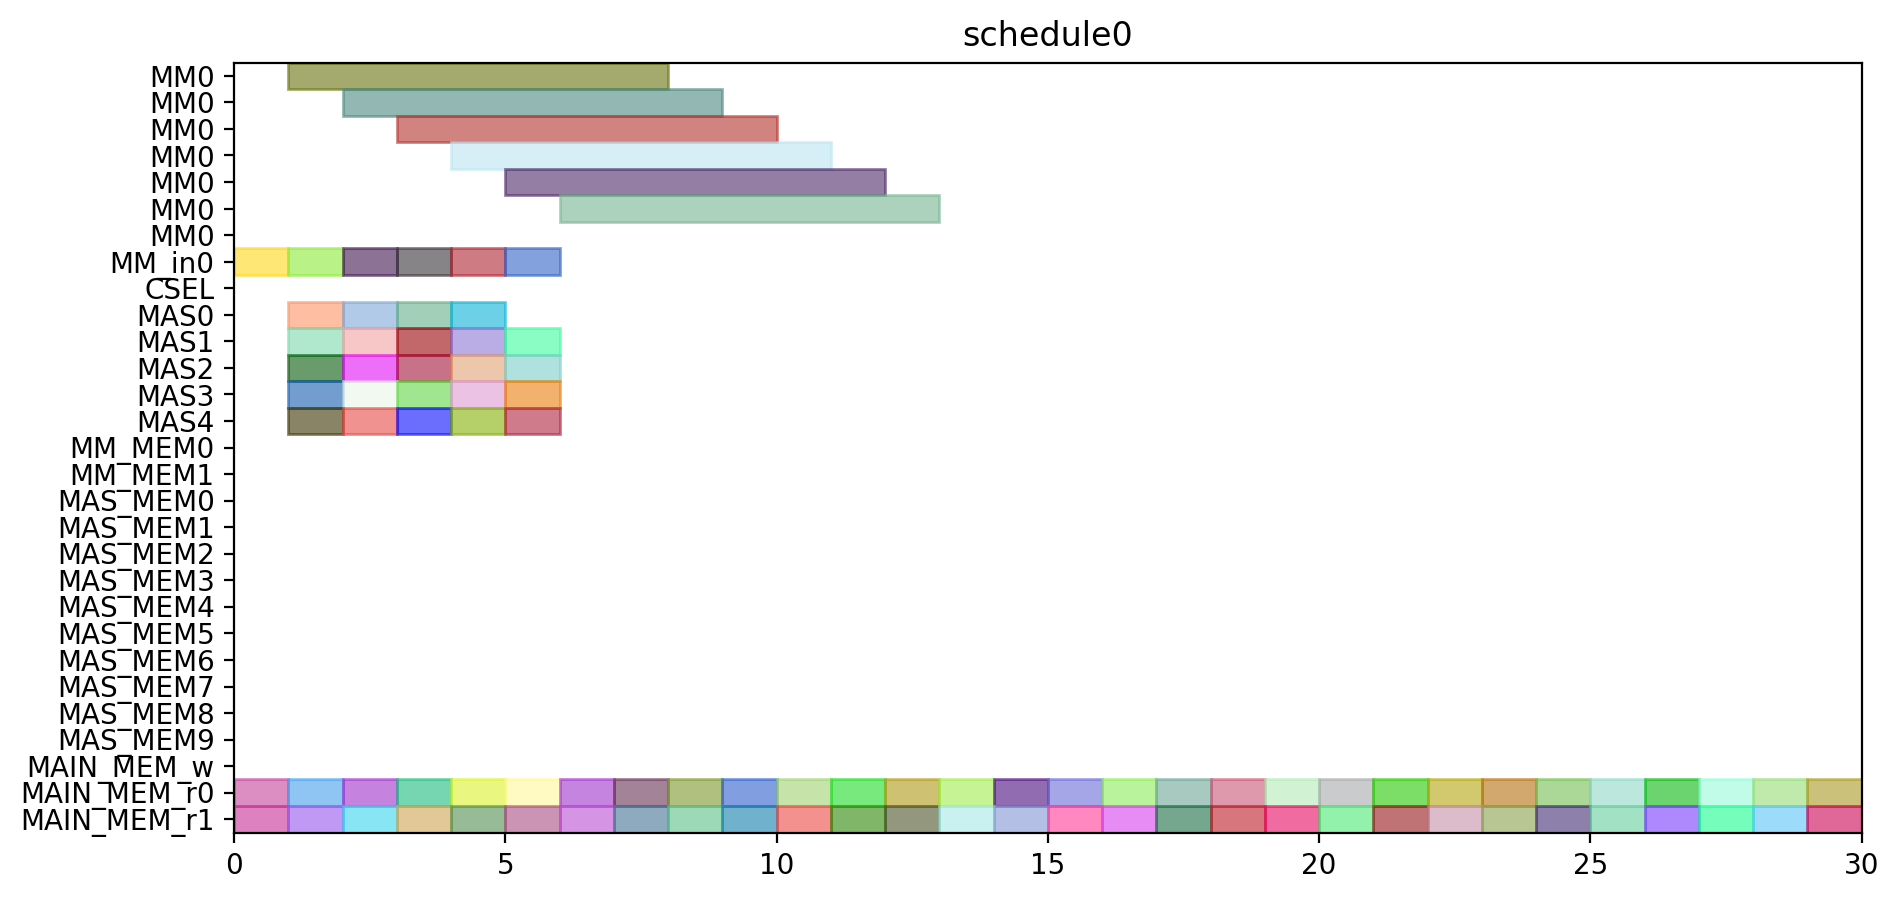 schedule0
MM0
MM0
MM0
MM0
MM0
MM0
MM0
MM_in0
CSEL
MAS0
MAS1
MAS2
MAS3
MAS4
MM_MEM0
MM_MEM1
MAS_MEM0
MAS_MEM1
MAS_MEM2
MAS_MEM3
MAS_MEM4
MAS_MEM5
MAS_MEM6
MAS_MEM7
MAS_MEM8
MAS_MEM9
MAIN_MEM_w
MAIN_MEM_r0
MAIN_MEM_r1
0 5 10 15 20 25 30